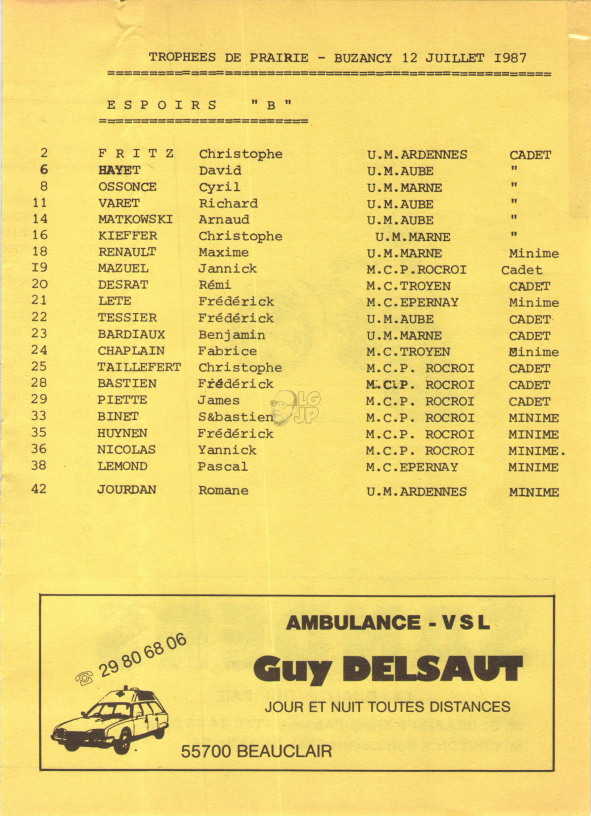 TROPHEES DE PRAIRIE - BUZANCY 12 JUILLET I987
ESPOIRS "B"
2 FRITZ Christophe U.M.ARDENNES CADET
6 HAYET David U.M.AUBE "
8 OSSONCE Cyril U.M.MARNE "
11 VARET Richard U.M.AUBE "
14 MATKOWSKI Arnaud U.M.AUBE "
16 KIEFFER Christophe U.M.MARNE "
18 RENAULT Maxime U.M.MARNE Minime
I9 MAZUEL Jannick M.C.P.ROCROI Cadet
20 DESRAT Rémi M.C.TROYEN CADET
21 LETE Frédérick M.C.EPERNAY Minime
22 TESSIER Frédérick U.M.AUBE CADET
23 BARDIAUX Benjamin U.M.MARNE CADET
24 CHAPLAIN Fabrice M.C.TROYEN Minime
25 TAILLEFERT Christophe M.C.P. ROCROI CADET
28 BASTIEN Frédérick M.C.P. ROCROI CADET
29 PIETTE James M.C.P. ROCROI CADET
33 BINET S&bastien M.C.P. ROCROI MINIME
35 HUYNEN Frédérick M.C.P. ROCROI MINIME
36 NICOLAS Yannick M.C.P. ROCROI MINIME.
38 LEMOND Pascal M.C.EPERNAY MINIME
42 JOURDAN Romane U.M.ARDENNES MINIME
LG
JP
AMBULANCE - VSL
☏ 29 80 68 06
Guy DELSAUT
JOUR ET NUIT TOUTES DISTANCES
55700 BEAUCLAIR